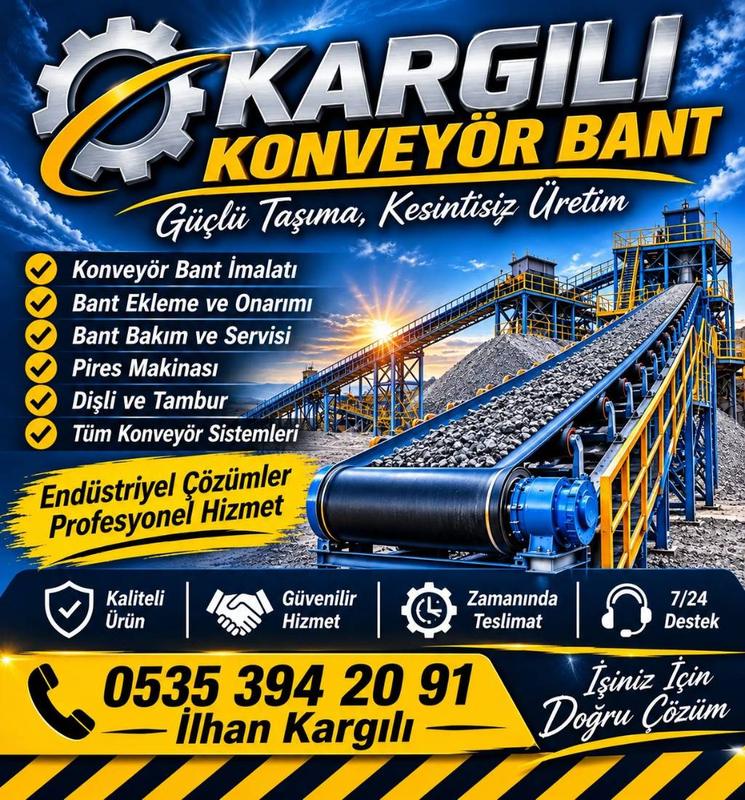 KARGILI
KONVEYÖR BANT
Güçlü Taşıma, Kesintisiz Üretim
Konveyör Bant İmalatı
Bant Ekleme ve Onarımı
Bant Bakım ve Servisi
Pires Makinası
Dişli ve Tambur
Tüm Konveyör Sistemleri
Endüstriyel Çözümler
Profesyonel Hizmet
Kaliteli
Ürün
Güvenilir
Hizmet
Zamanında
Teslimat
7/24
Destek
0535 394 20 91
İlhan Kargılı
İşiniz İçin
Doğru Çözüm